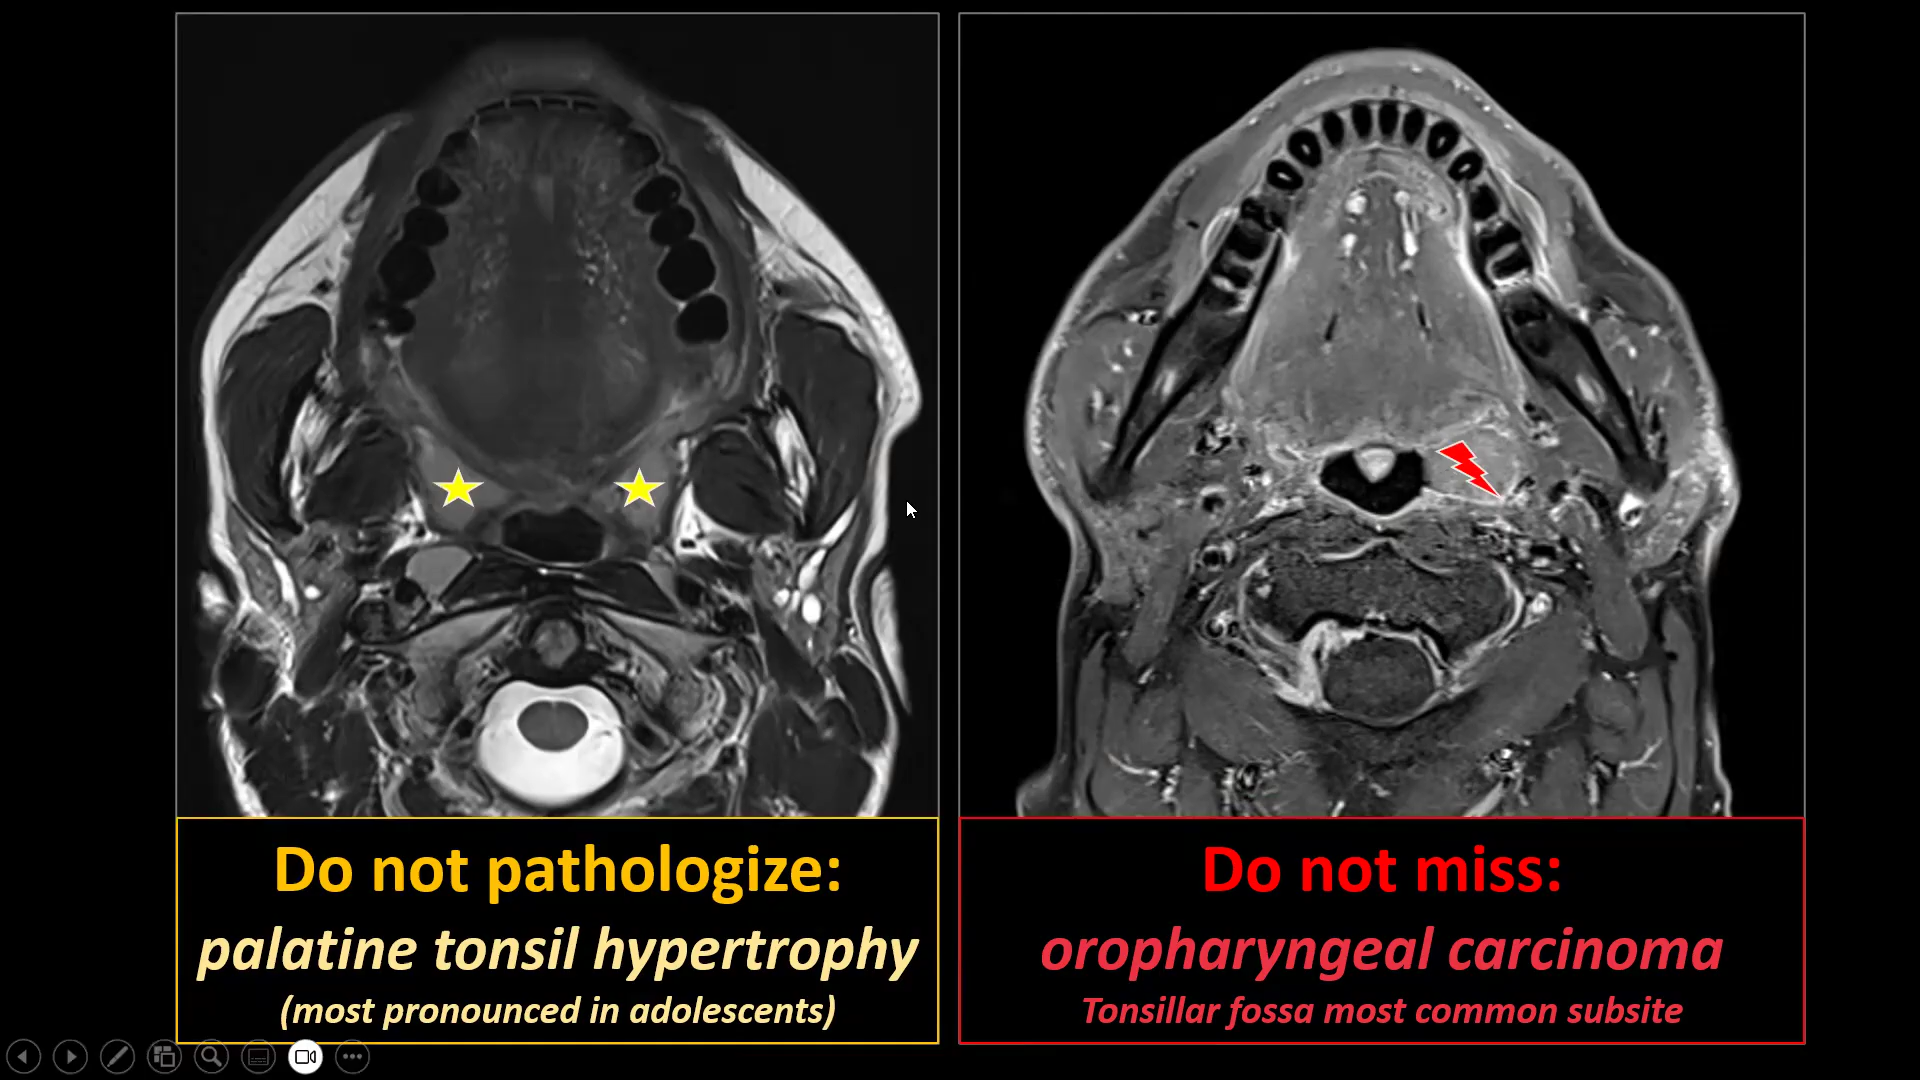 Do not pathologize:
palatine tonsil hypertrophy
(most pronounced in adolescents)
Do not miss:
oropharyngeal carcinoma
Tonsillar fossa most common subsite